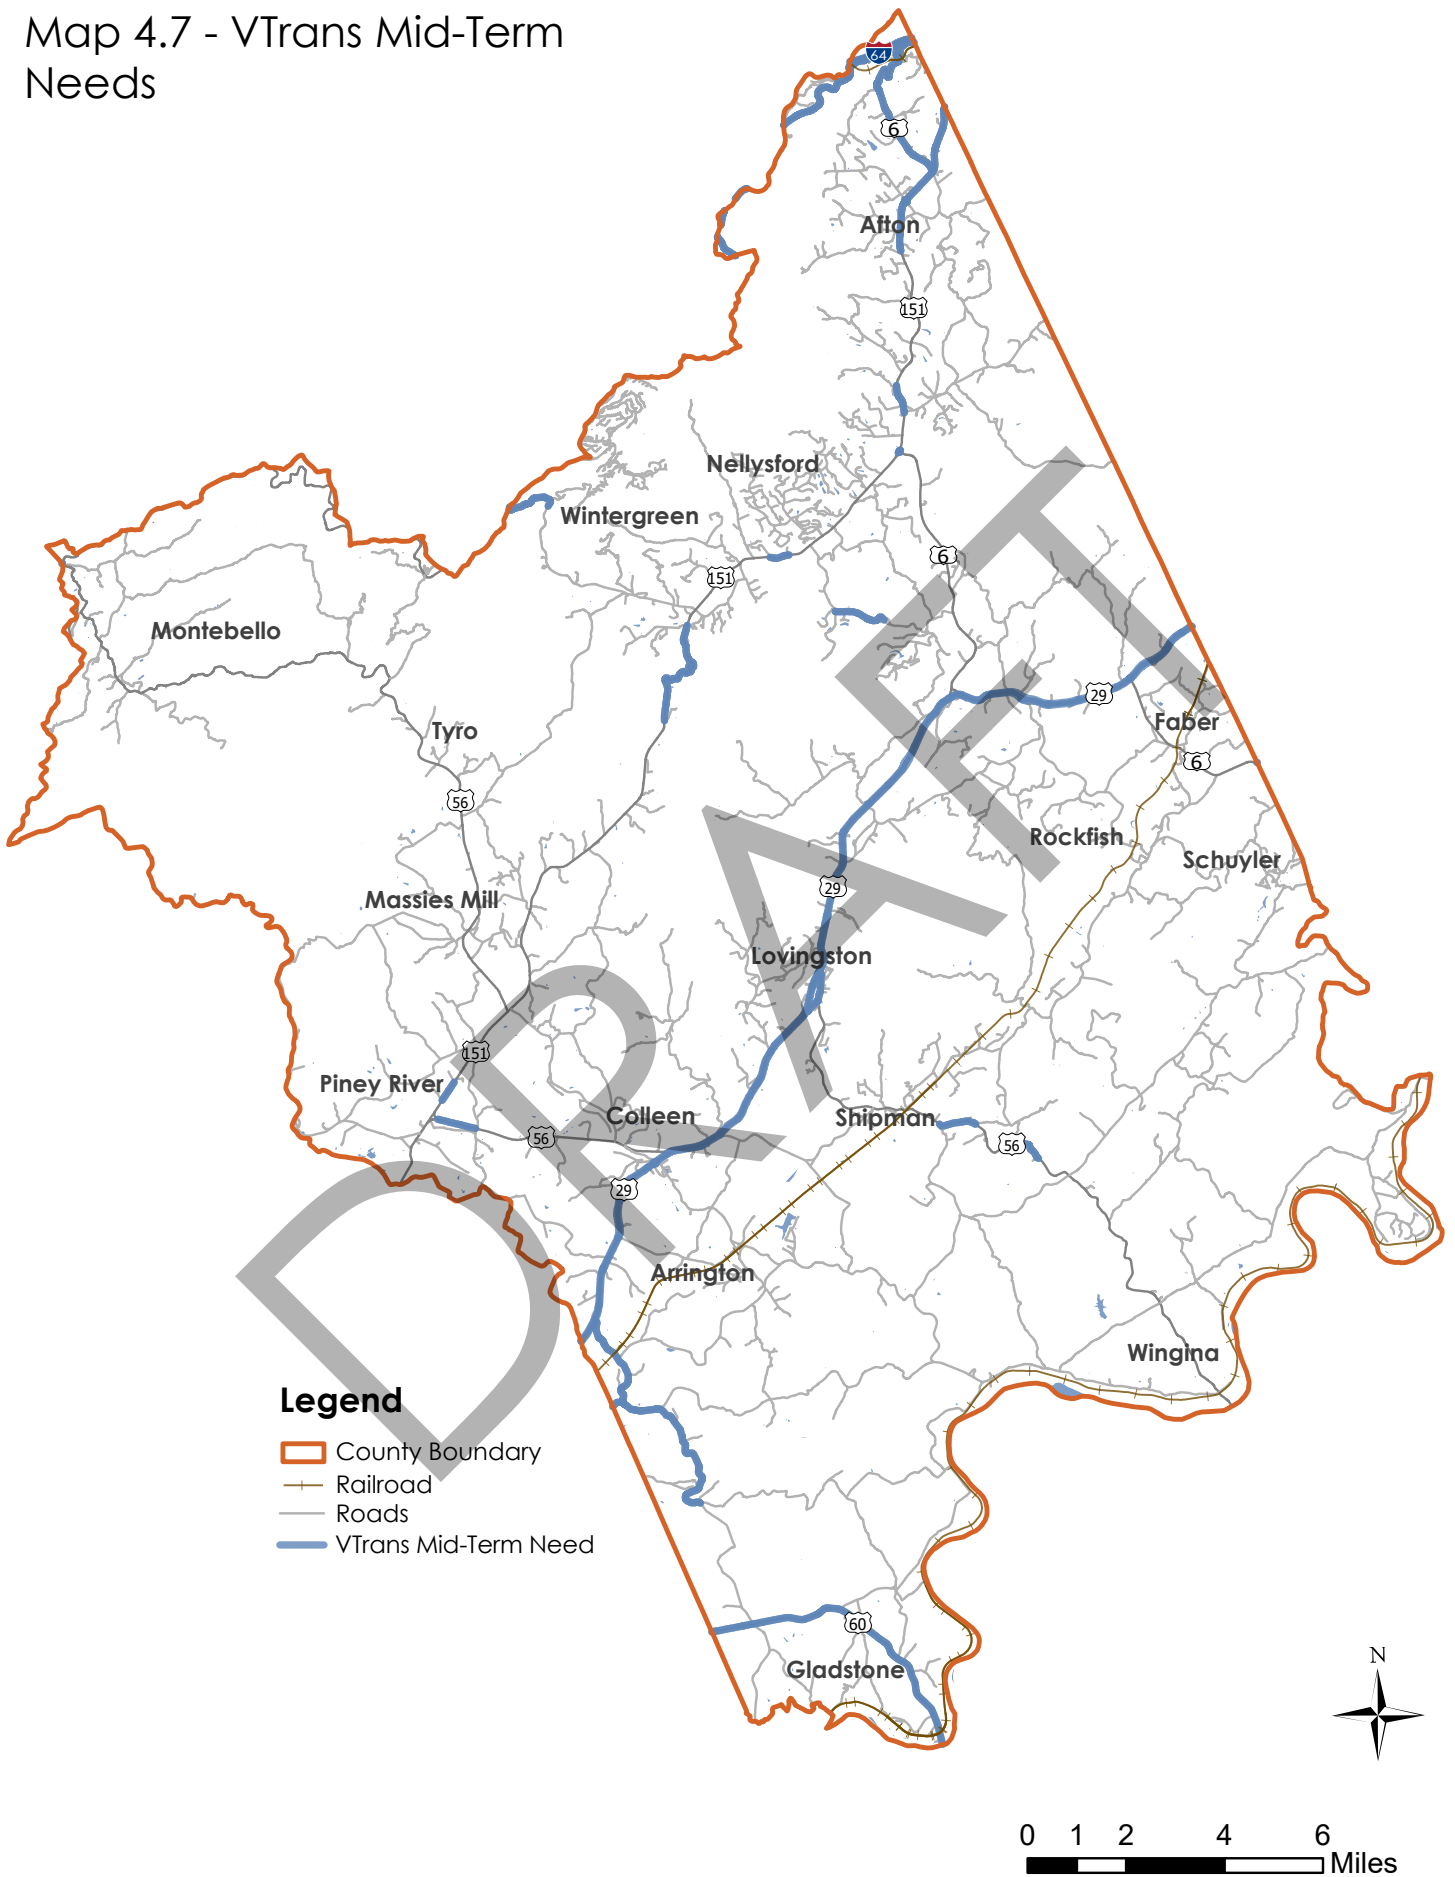 Map 4.7 - VTrans Mid-Term
Needs
64
6
Afton
151
Nellysford
Wintergreen
6
151
Montebello
29
Faber
Tyro
6
56
Rockfish
Schuyler
29
Massies Mill
Lovingston
151
Piney River
Colleen
Shipman
56
56
29
Arrington
Wingina
DRAFT
Legend
County Boundary
Railroad
Roads
VTrans Mid-Term Need
60
Gladstone
N
0 1 2 4 6
Miles